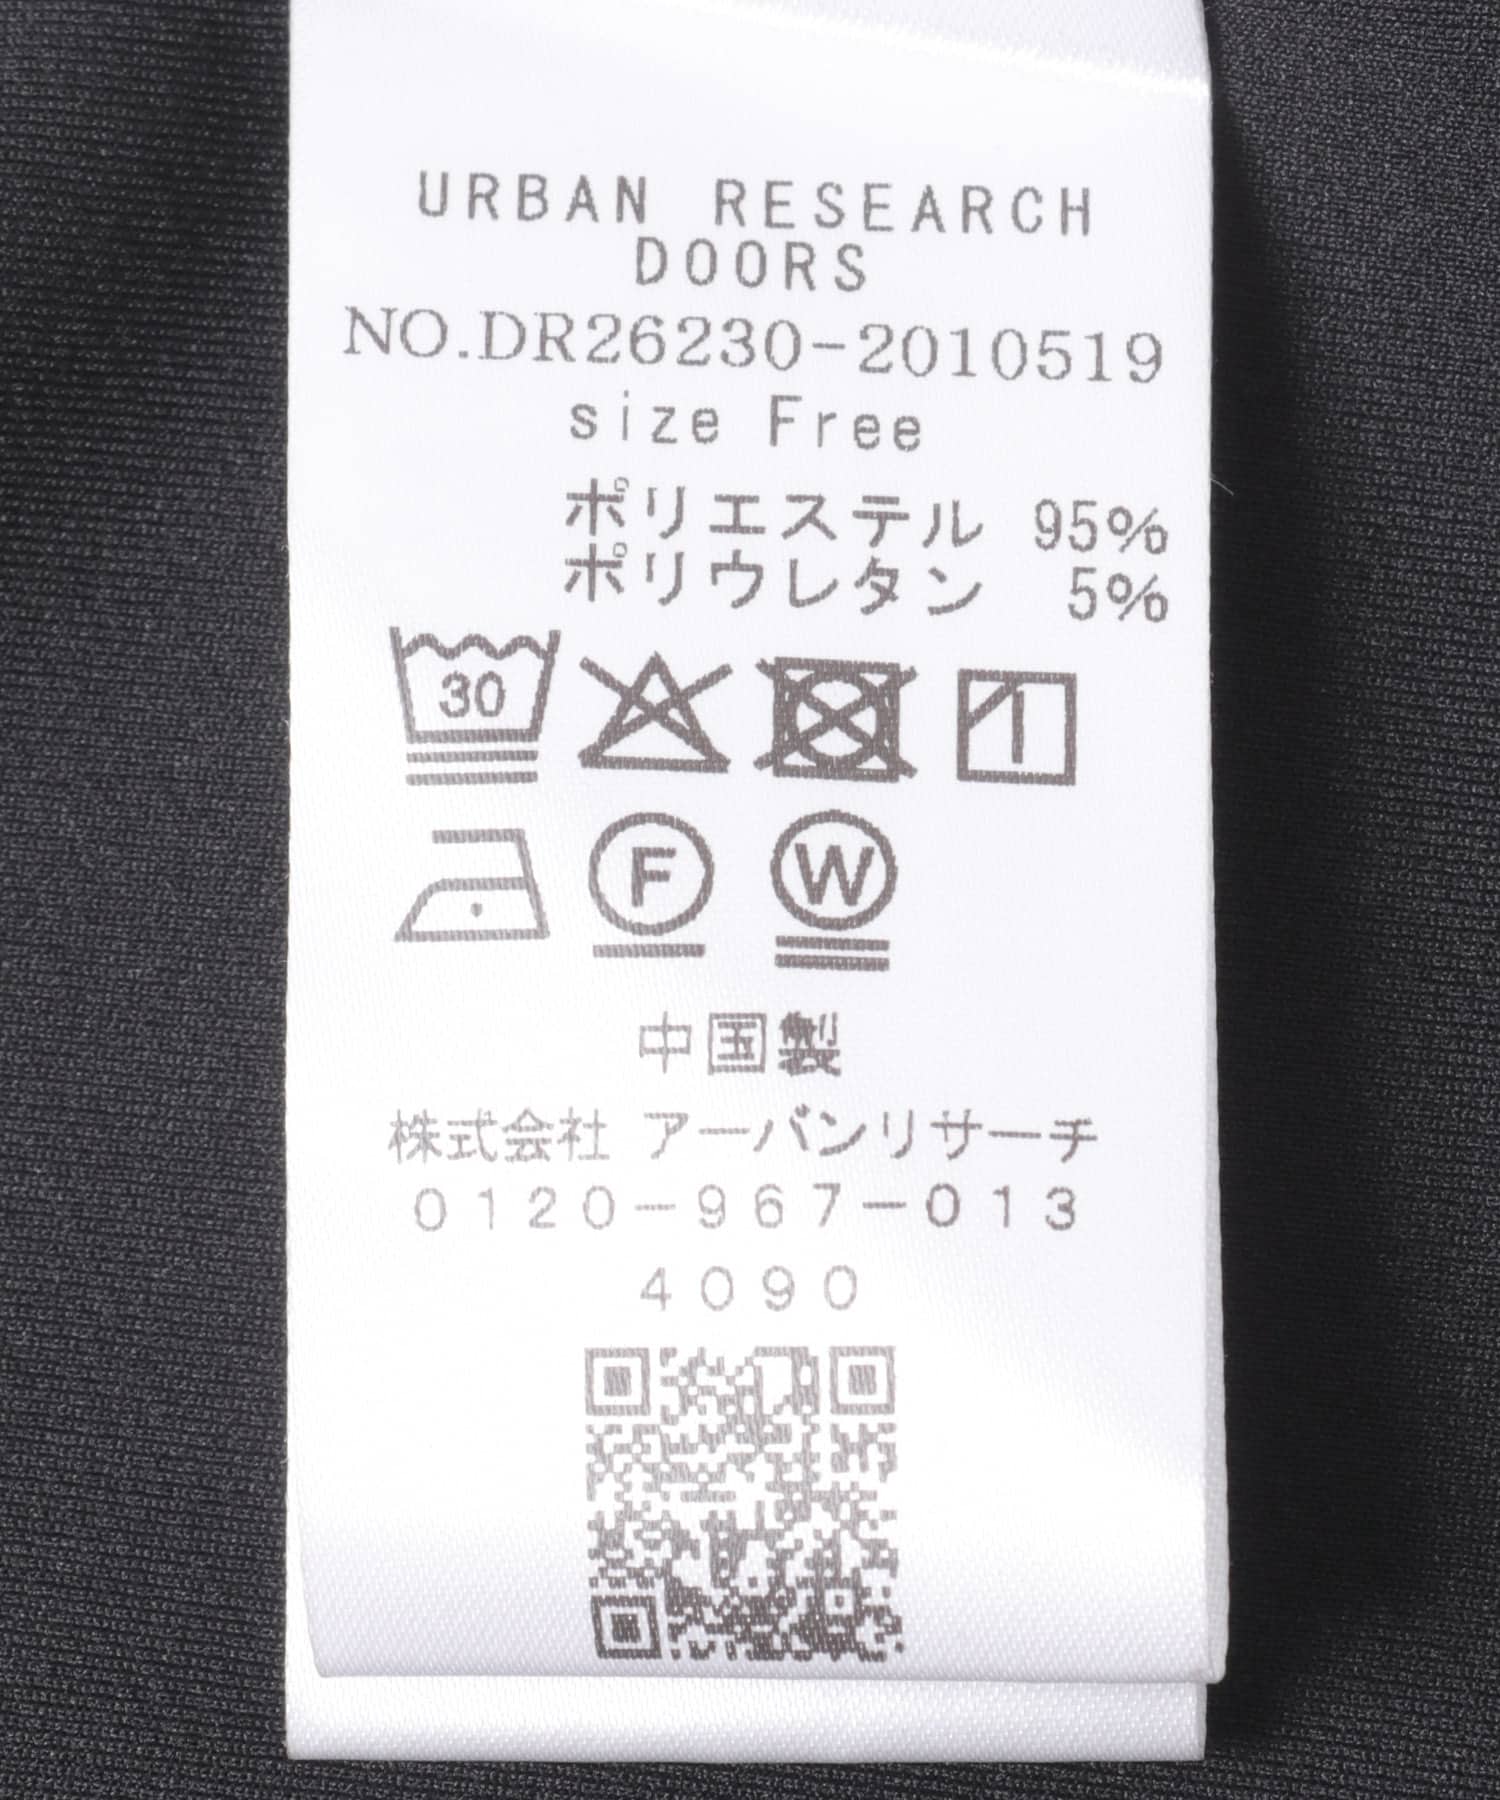 URBAN RESEARCH
DOORS
NO.DR26230-2010519
size Free
ポリエステル 95%
ポリウレタン 5%
30
F W
中国製
株式会社 アーバンリサーチ
0120-967-013
4090